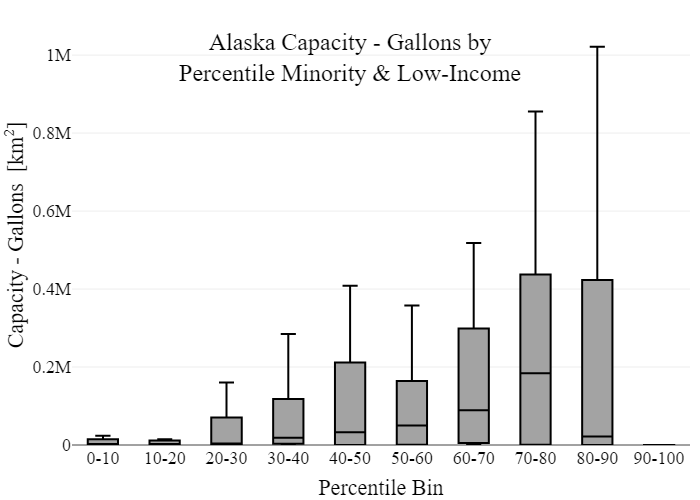 Alaska Capacity - Gallons by
Percentile Minority & Low-Income
Capacity - Gallons [km²]
1M
0.8M
0.6M
0.4M
0.2M
0
0-10 10-20 20-30 30-40 40-50 50-60 60-70 70-80 80-90 90-100
Percentile Bin